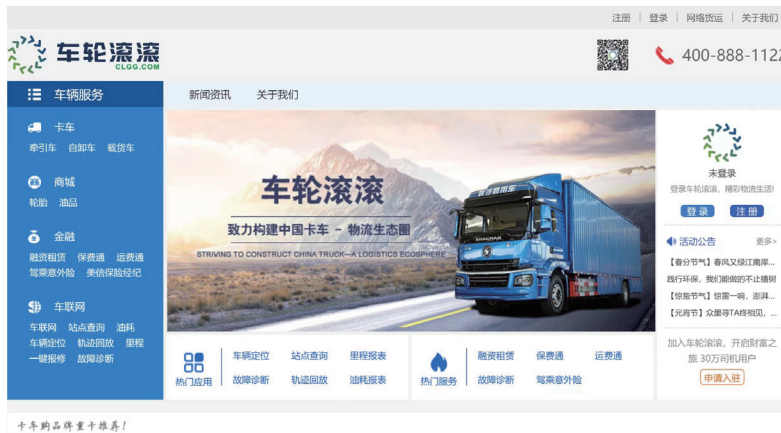 注册 | 登录 | 网络货运 | 关于我们
车轮滚滚
CLGG.COM
400-888-1122
车辆服务
新闻资讯 关于我们
卡车
牵引车 自卸车 载货车
商城
轮胎 油品
金融
融资租赁 保费通 运费通
驾乘意外险 美信保险经纪
车联网
车联网 站点查询 油耗
车辆定位 轨迹回放 里程
一键报修 故障诊断
车轮滚滚
致力构建中国卡车 - 物流生态圈
STRIVING TO CONSTRUCT CHINA TRUCK—A LOGISTICS ECOSPHERE
SHACMAN
未登录
登录车轮滚滚，精彩物流生活!
登录 注册
活动公告 更多>
【春分节气】春风又绿江南岸...
践行环保，我们能做的不止植树
【惊蛰节气】惊雷一响，澎湃...
【元宵节】众里寻TA终相见，...
加入车轮滚滚，开启财富之
旅 30万司机用户
申请入驻
热门应用
车辆定位 站点查询 里程报表
故障诊断 轨迹回放 油耗报表
热门服务
融资租赁 保费通 运费通
故障诊断 驾乘意外险
卡车购品牌重卡推荐!